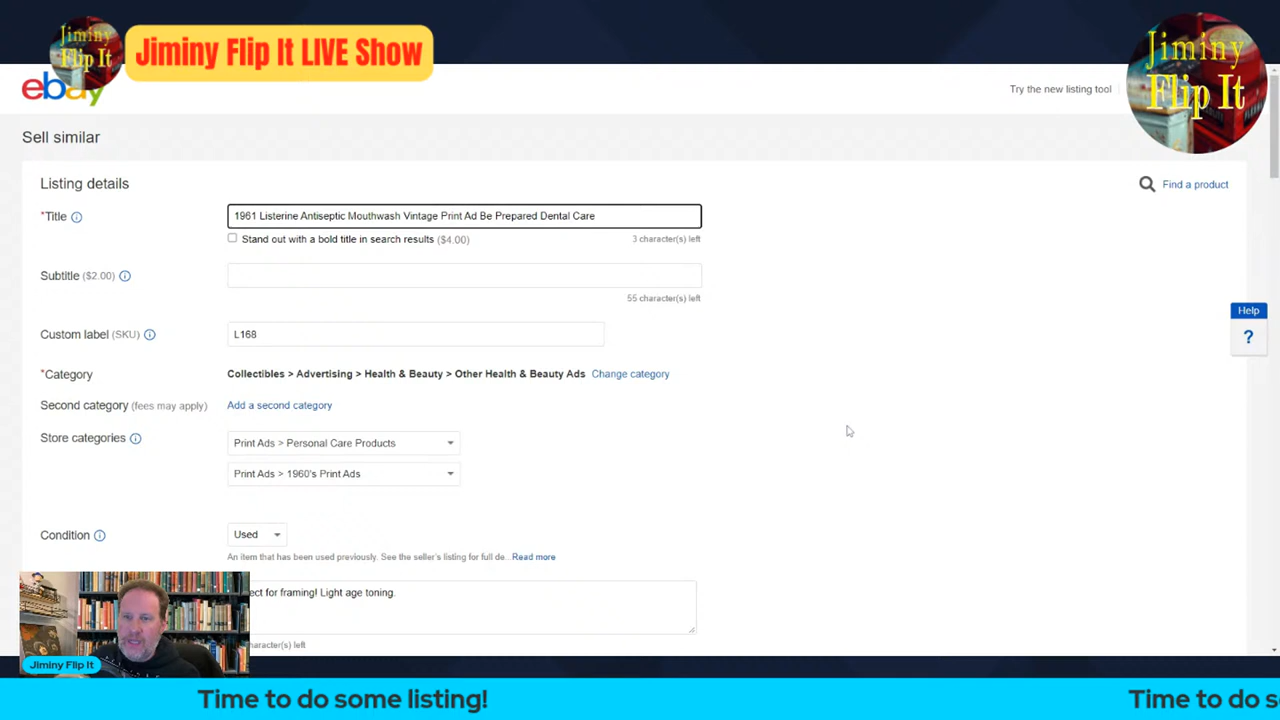 Jiminy
Flip It
Jiminy Flip It LIVE Show
Jiminy
Flip It
ebay
Try the new listing tool
Sell similar
Listing details
Find a product
*Title
1961 Listerine Antiseptic Mouthwash Vintage Print Ad Be Prepared Dental Care
Stand out with a bold title in search results ($4.00)
3 character(s) left
Subtitle ($2.00)
55 character(s) left
Help
?
Custom label (SKU)
L168
*Category
Collectibles > Advertising > Health & Beauty > Other Health & Beauty Ads Change category
Second category (fees may apply)
Add a second category
Store categories
Print Ads > Personal Care Products
Print Ads > 1960's Print Ads
Condition
Used
An item that has been used previously. See the seller's listing for full de... Read more
ect for framing! Light age toning.
haracter(s) left
Jiminy Flip It
Time to do some listing!
Time to do s